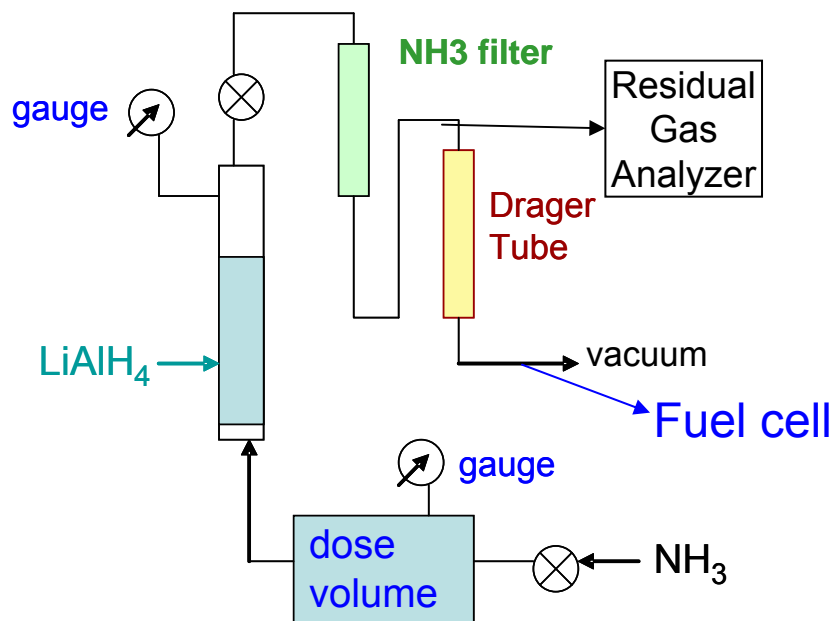 NH3 filter
gauge
Residual
Gas
Analyzer
Drager
Tube
LiAlH₄
vacuum
Fuel cell
gauge
dose
volume
NH₃